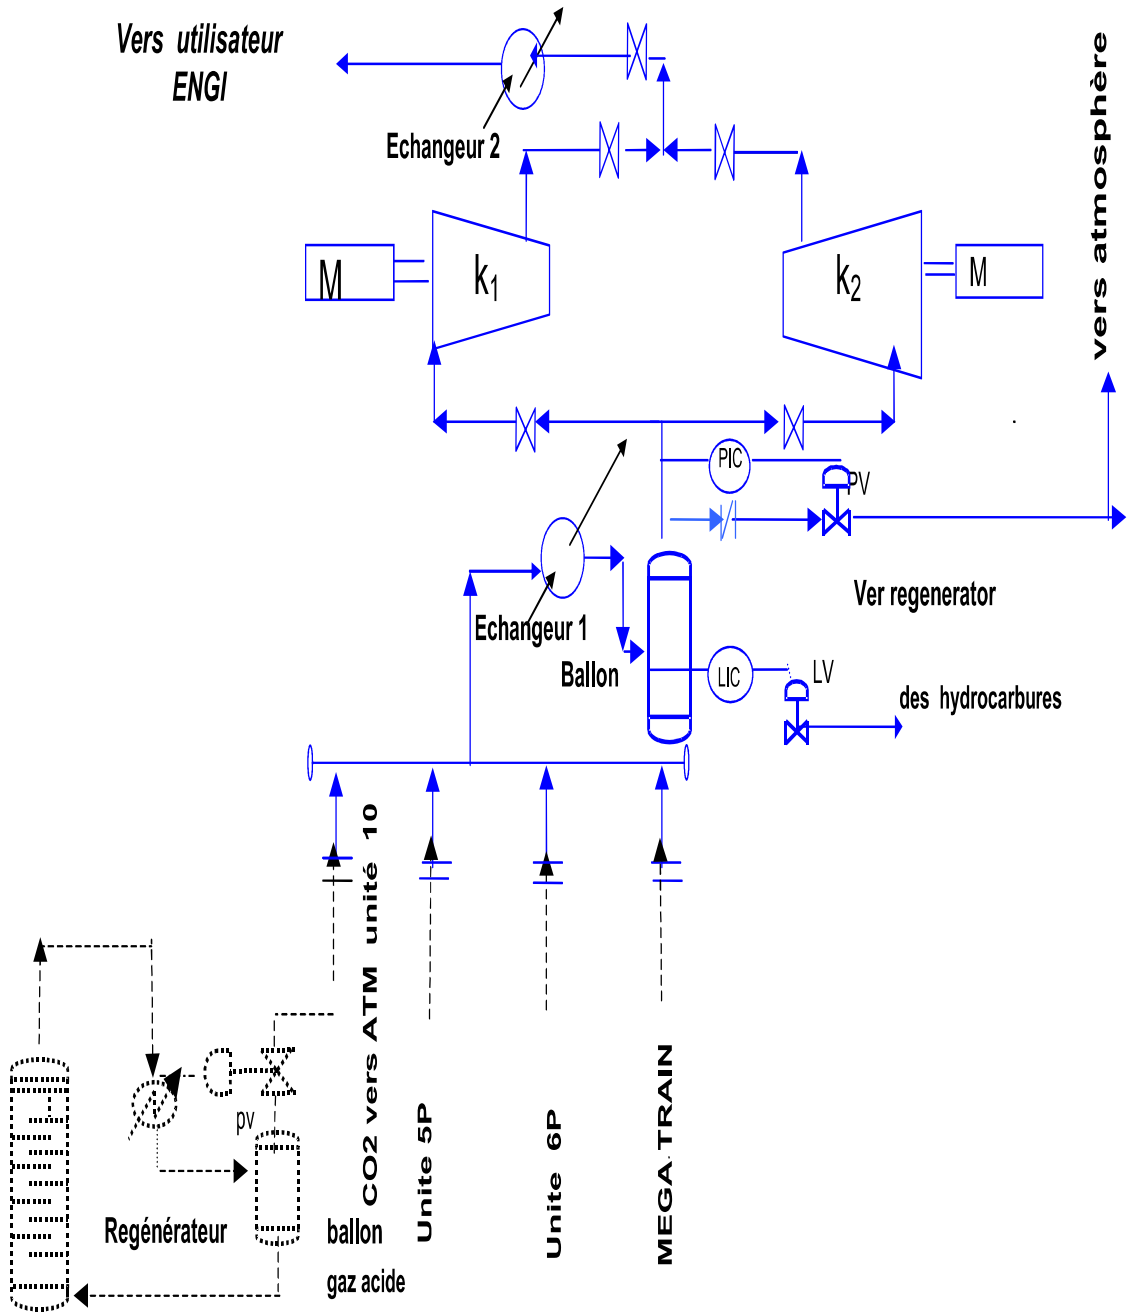 Vers utilisateur
ENGI
Echangeur 2
vers atmosphère
M
k1
k2
M
PIC
PV
Echangeur 1
Ver regenerator
Ballon
LIC
LV
des hydrocarbures
CO2 vers ATM unité 10
Unite 5P
Unite 6P
MEGA TRAIN
pv
Regénérateur
ballon
gaz acide